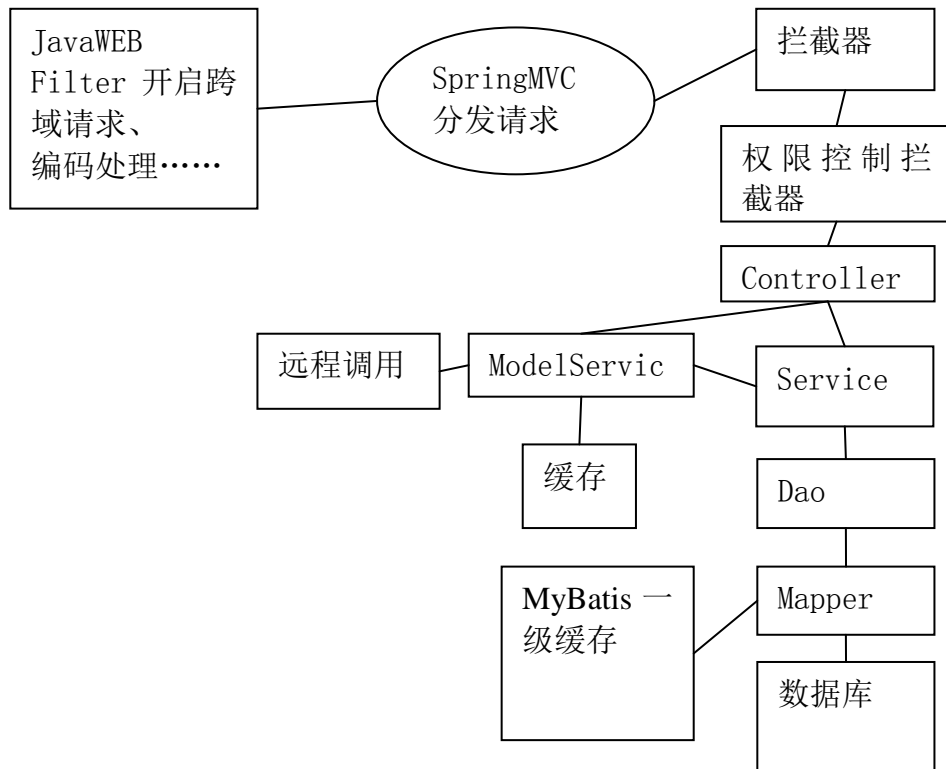 JavaWEB
Filter 开启跨
域请求、
编码处理……
SpringMVC
分发请求
拦截器
权限控制拦
截器
Controller
远程调用
ModelServic
Service
缓存
Dao
MyBatis 一
级缓存
Mapper
数据库